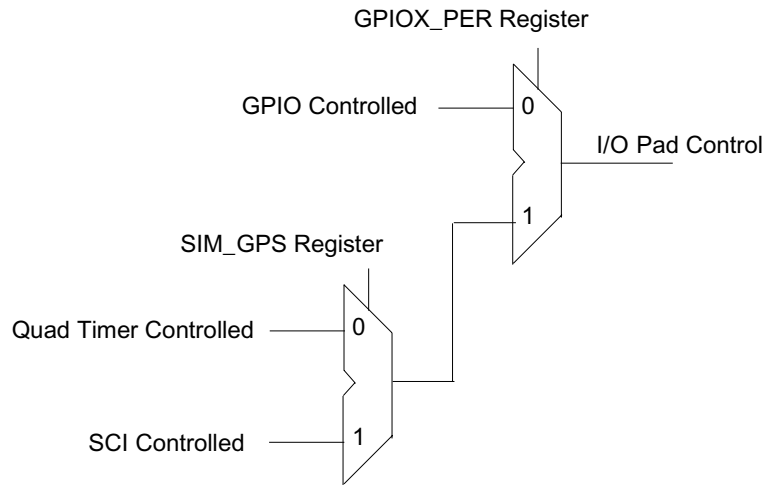 GPIOX_PER Register
GPIO Controlled
0
I/O Pad Control
1
SIM_GPS Register
Quad Timer Controlled
0
SCI Controlled
1